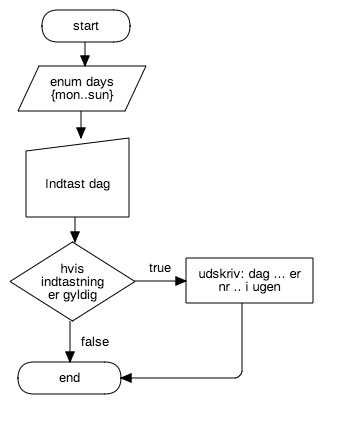 start
enum days
{mon..sun}
Indtast dag
hvis
indtastning
er gyldig
true
udskriv: dag ... er
nr .. i ugen
false
end